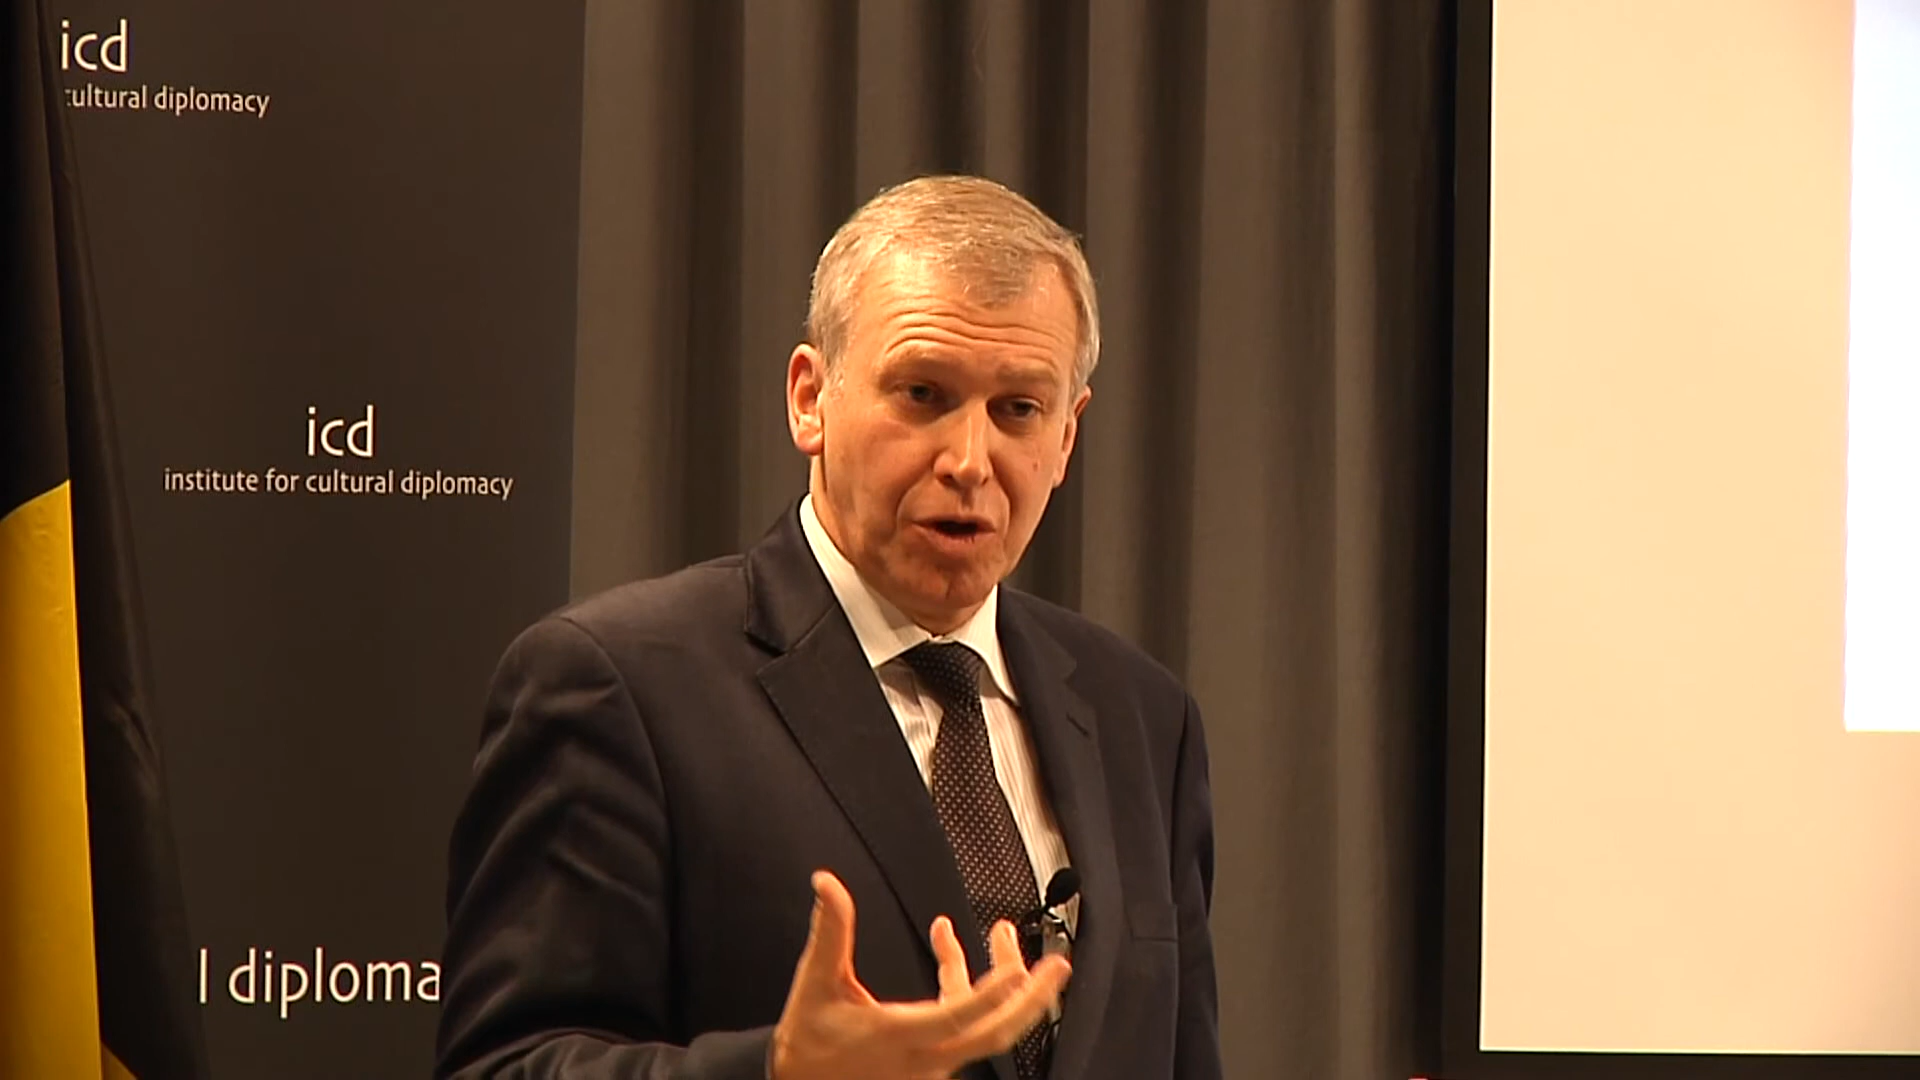 icd
cultural diplomacy
icd
institute for cultural diplomacy
l diploma